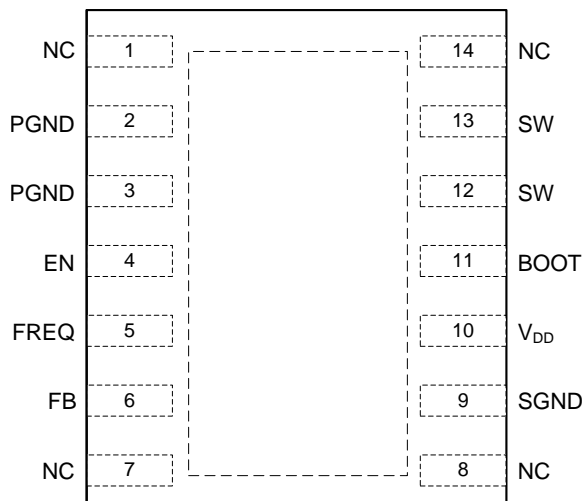 NC 1 14 NC
PGND 2 13 SW
PGND 3 12 SW
EN 4 11 BOOT
FREQ 5 10 VDD
FB 6 9 SGND
NC 7 8 NC